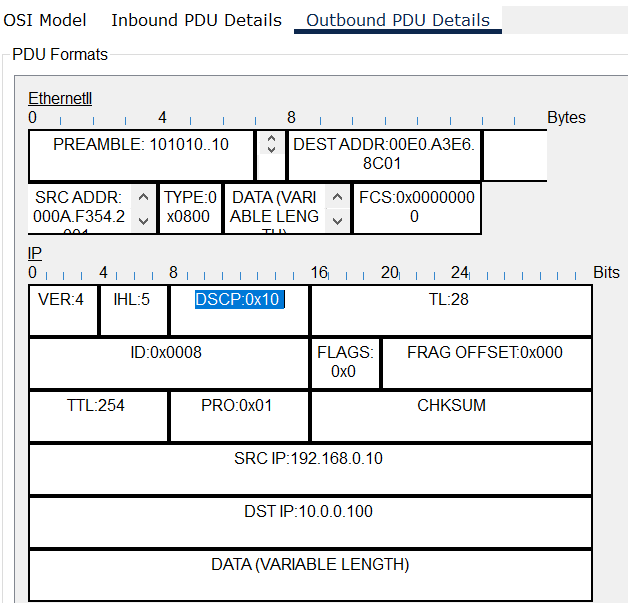 OSI Model Inbound PDU Details Outbound PDU Details
PDU Formats
EthernetII
0 4 8 Bytes
PREAMBLE: 101010..10
DEST ADDR:00E0.A3E6.
8C01
SRC ADDR:
000A.F354.2
001
TYPE:0
x0800
DATA (VARI
ABLE LENG
TH)
FCS:0x0000000
0
IP
0 4 8 16 20 24 Bits
VER:4 IHL:5 DSCP:0x10 TL:28
ID:0x0008 FLAGS: FRAG OFFSET:0x000
0x0
TTL:254 PRO:0x01 CHKSUM
SRC IP:192.168.0.10
DST IP:10.0.0.100
DATA (VARIABLE LENGTH)